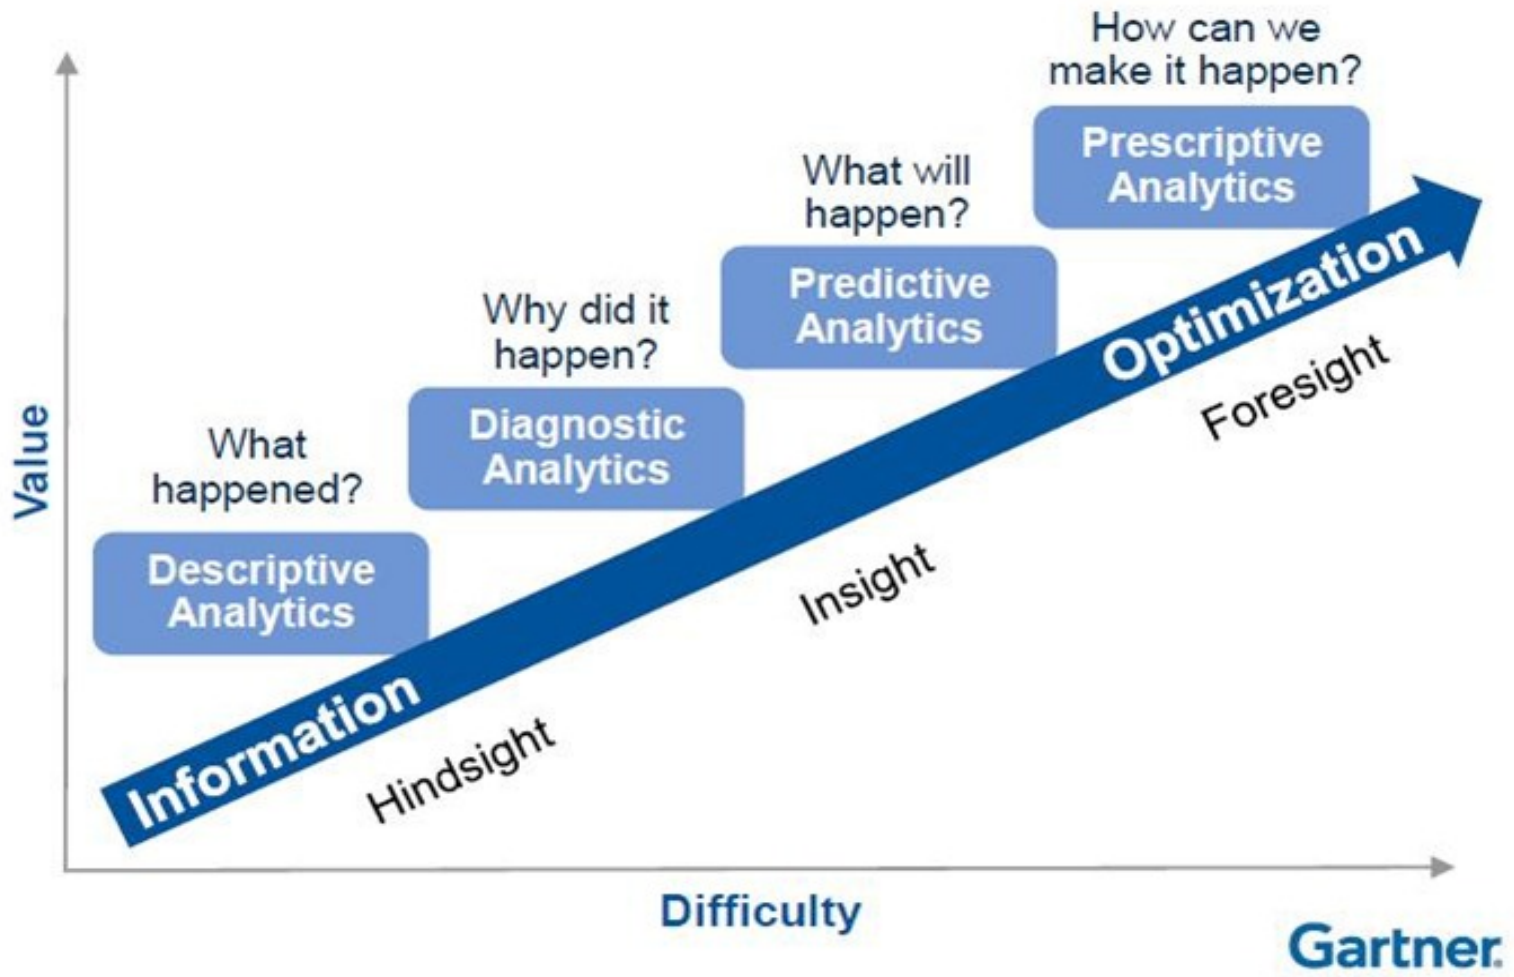 How can we
make it happen?
Prescriptive
Analytics
What will
happen?
Predictive
Analytics
Why did it
happen?
Diagnostic
Analytics
What
happened?
Descriptive
Analytics
Value
Information
Optimization
Hindsight
Insight
Foresight
Difficulty
Gartner.